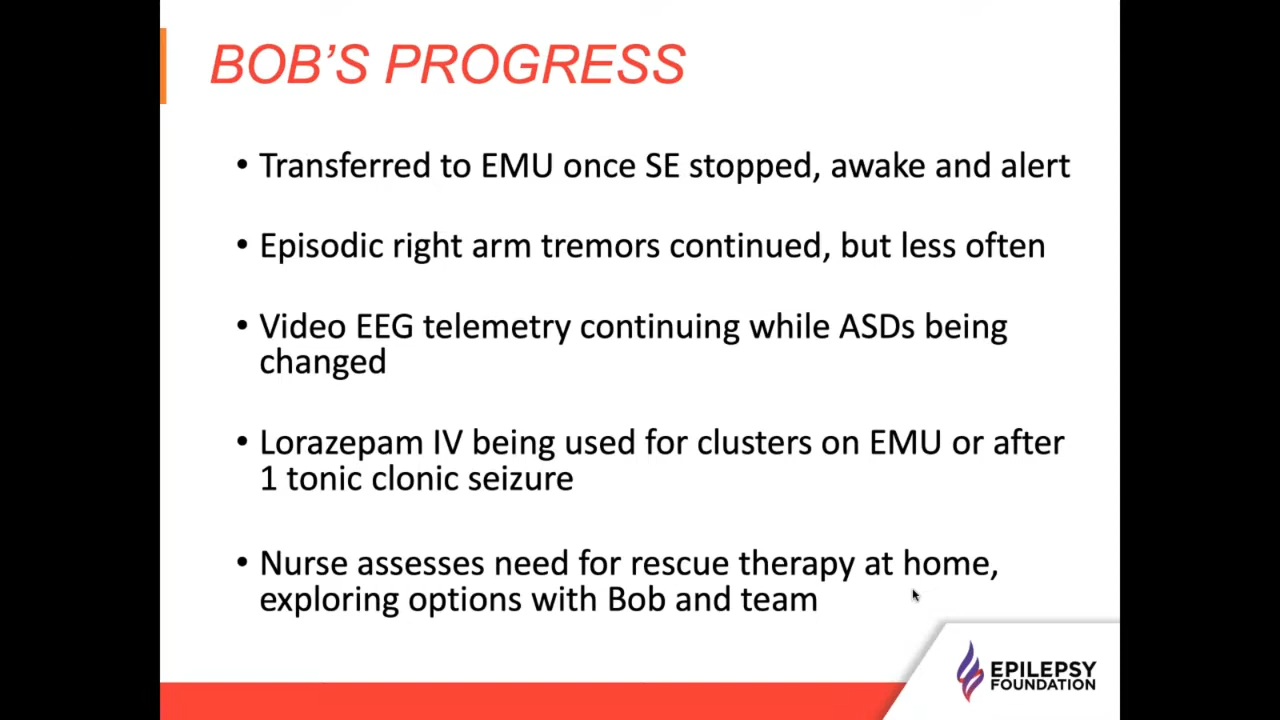 BOB'S PROGRESS
• Transferred to EMU once SE stopped, awake and alert
• Episodic right arm tremors continued, but less often
• Video EEG telemetry continuing while ASDs being
changed
• Lorazepam IV being used for clusters on EMU or after
1 tonic clonic seizure
• Nurse assesses need for rescue therapy at home,
exploring options with Bob and team
EPILEPSY
FOUNDATION